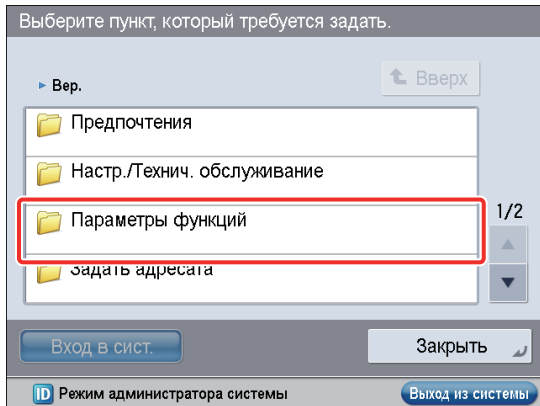 Выберите пункт, который требуется задать.
Вверх
Вер.
Предпочтения
Настр./Технич. обслуживание
Параметры функций
1/2
Задать адресата
Вход в сист.
Закрыть
ID Режим администратора системы
Выход из системы